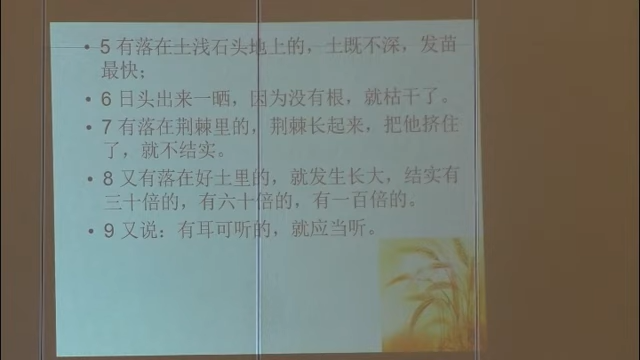 • 5 有落在土浅石头地上的，土既不深，发苗
最快；
• 6 日头出来一晒，因为没有根，就枯干了。
• 7 有落在荆棘里的，荆棘长起来，把他挤住
了，就不结实。
• 8 又有落在好土里的，就发生长大，结实有
三十倍的，有六十倍的，有一百倍的。
• 9 又说：有耳可听的，就应当听。